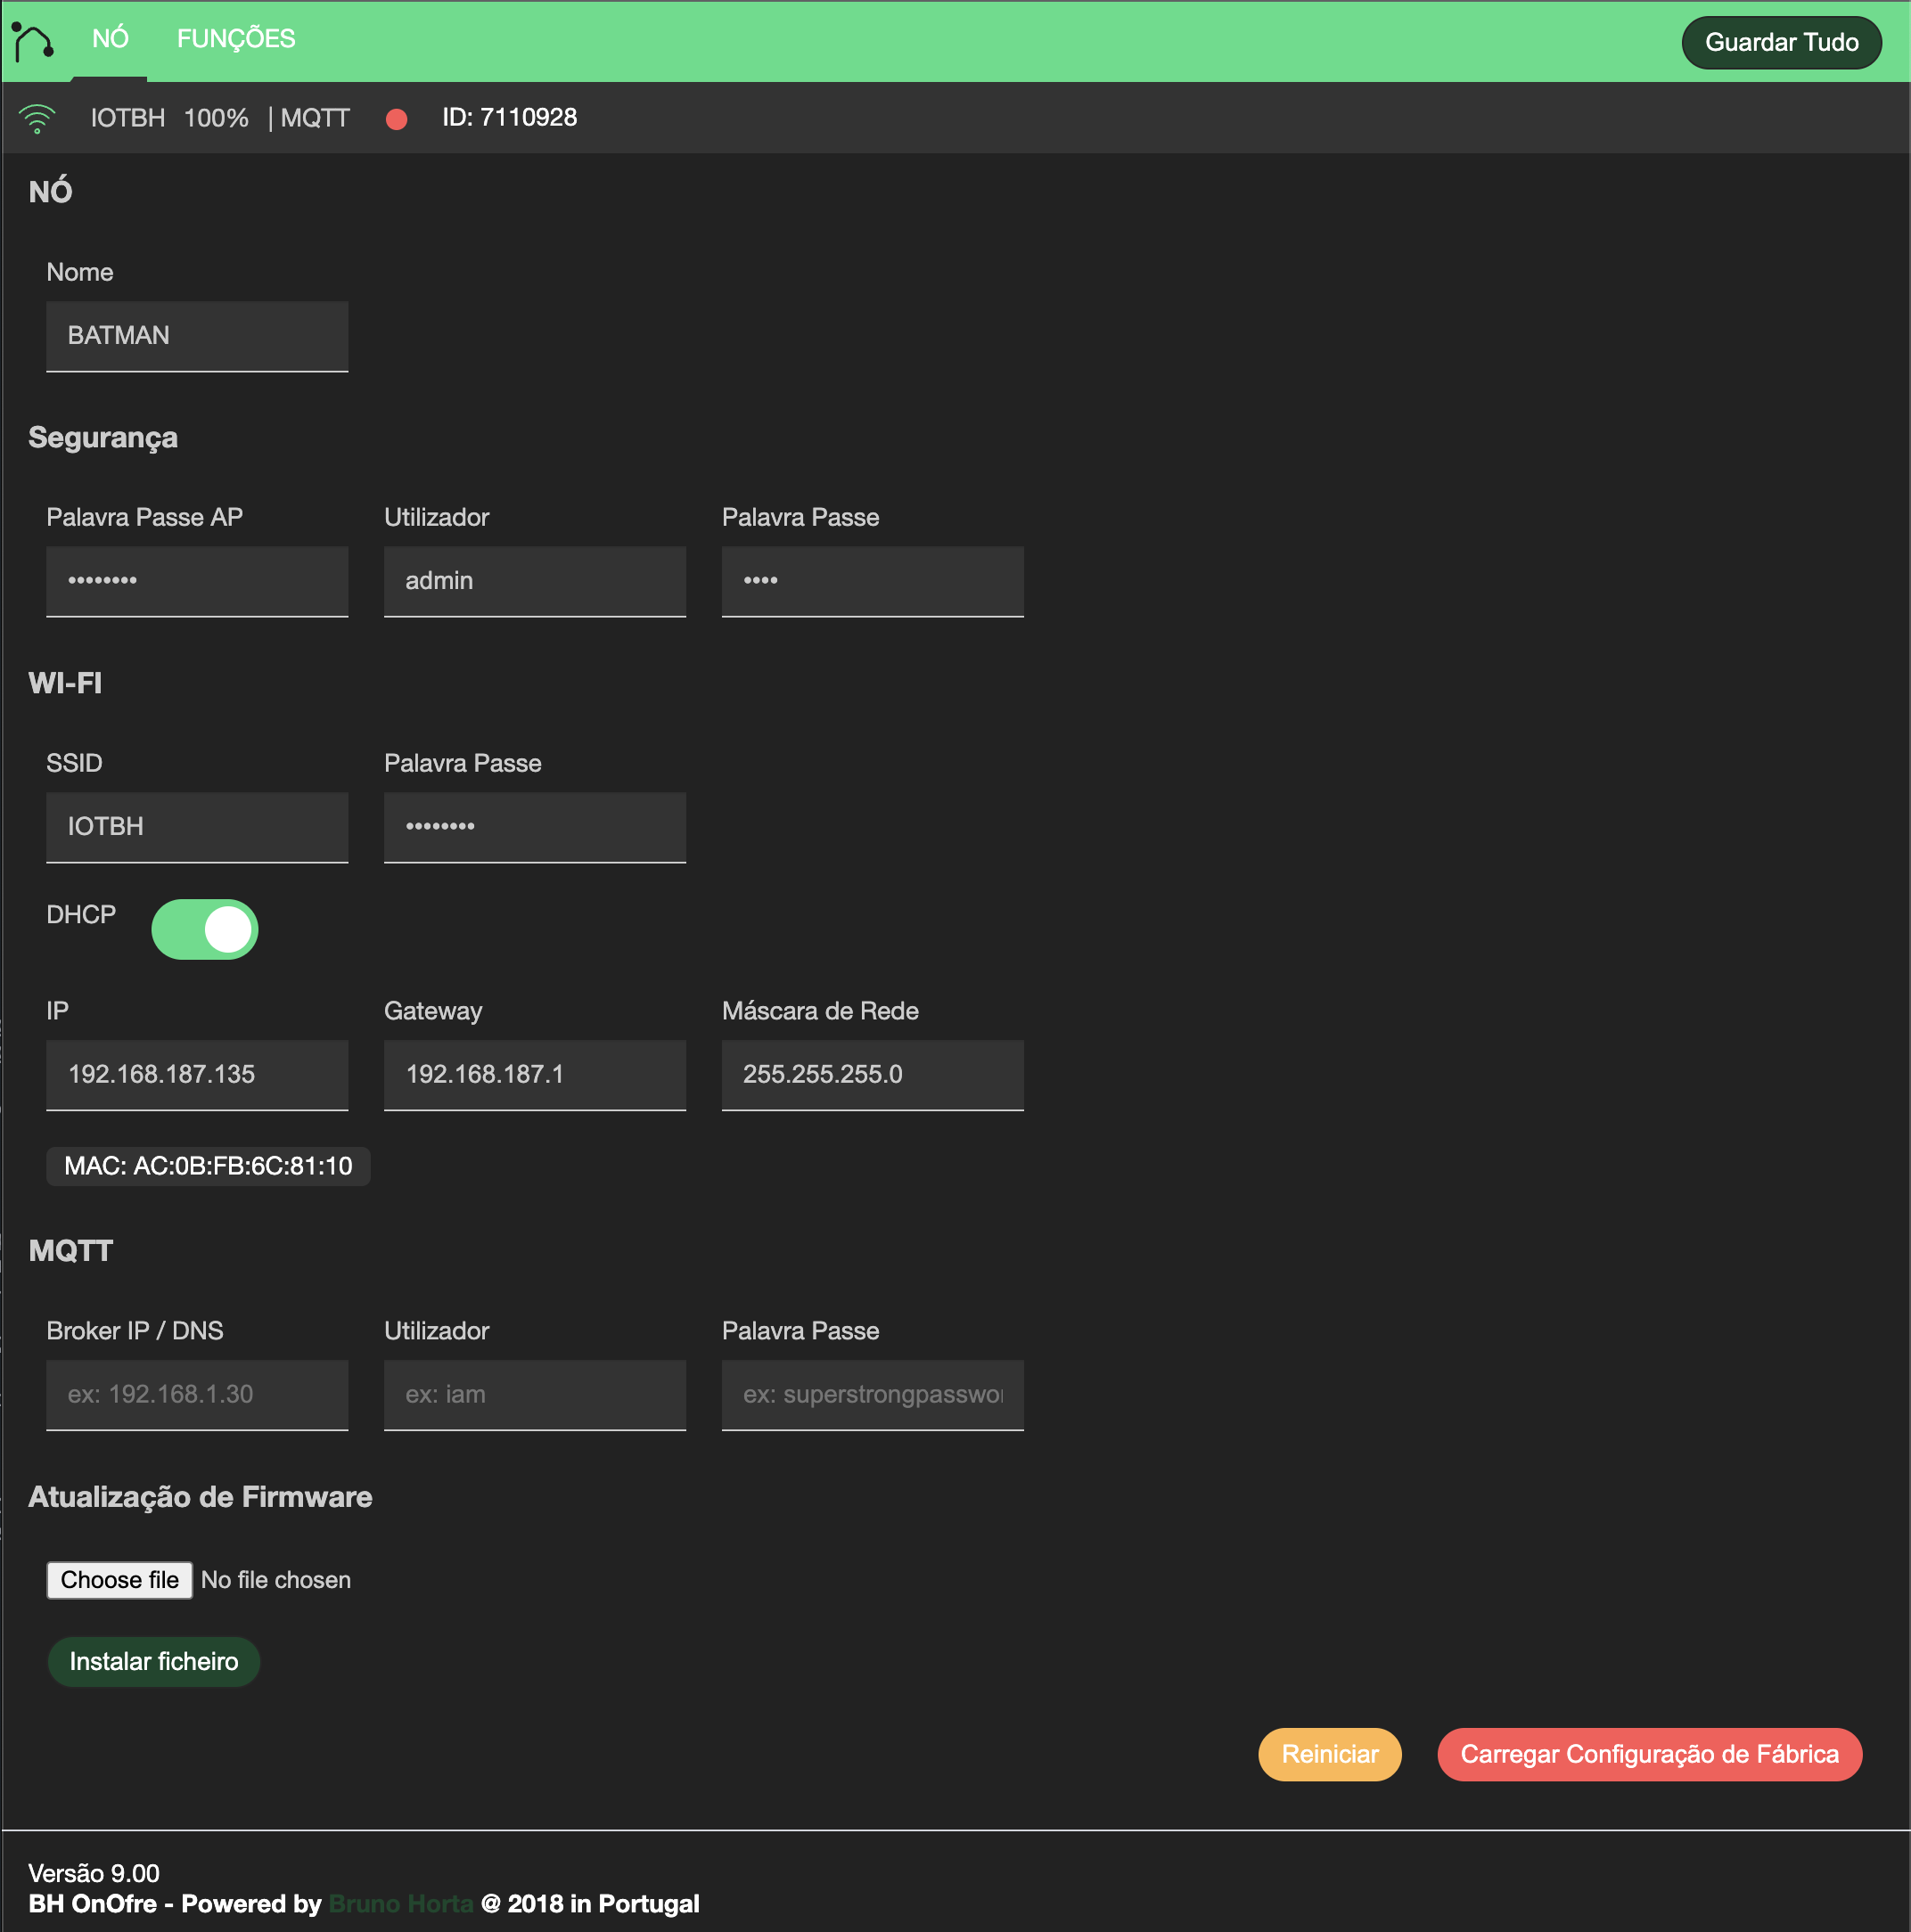 NÓ FUNÇÕES Guardar Tudo
IOTBH 100% | MQTT ID: 7110928
NÓ
Nome
BATMAN
Segurança
Palavra Passe AP Utilizador Palavra Passe
•••••••• admin ••••
WI-FI
SSID Palavra Passe
IOTBH ••••••••
DHCP
IP Gateway Máscara de Rede
192.168.187.135 192.168.187.1 255.255.255.0
MAC: AC:0B:FB:6C:81:10
MQTT
Broker IP / DNS Utilizador Palavra Passe
ex: 192.168.1.30 ex: iam ex: superstrongpasswor
Atualização de Firmware
Choose file No file chosen
Instalar ficheiro
Reiniciar Carregar Configuração de Fábrica
Versão 9.00
BH OnOfre - Powered by Bruno Horta @ 2018 in Portugal